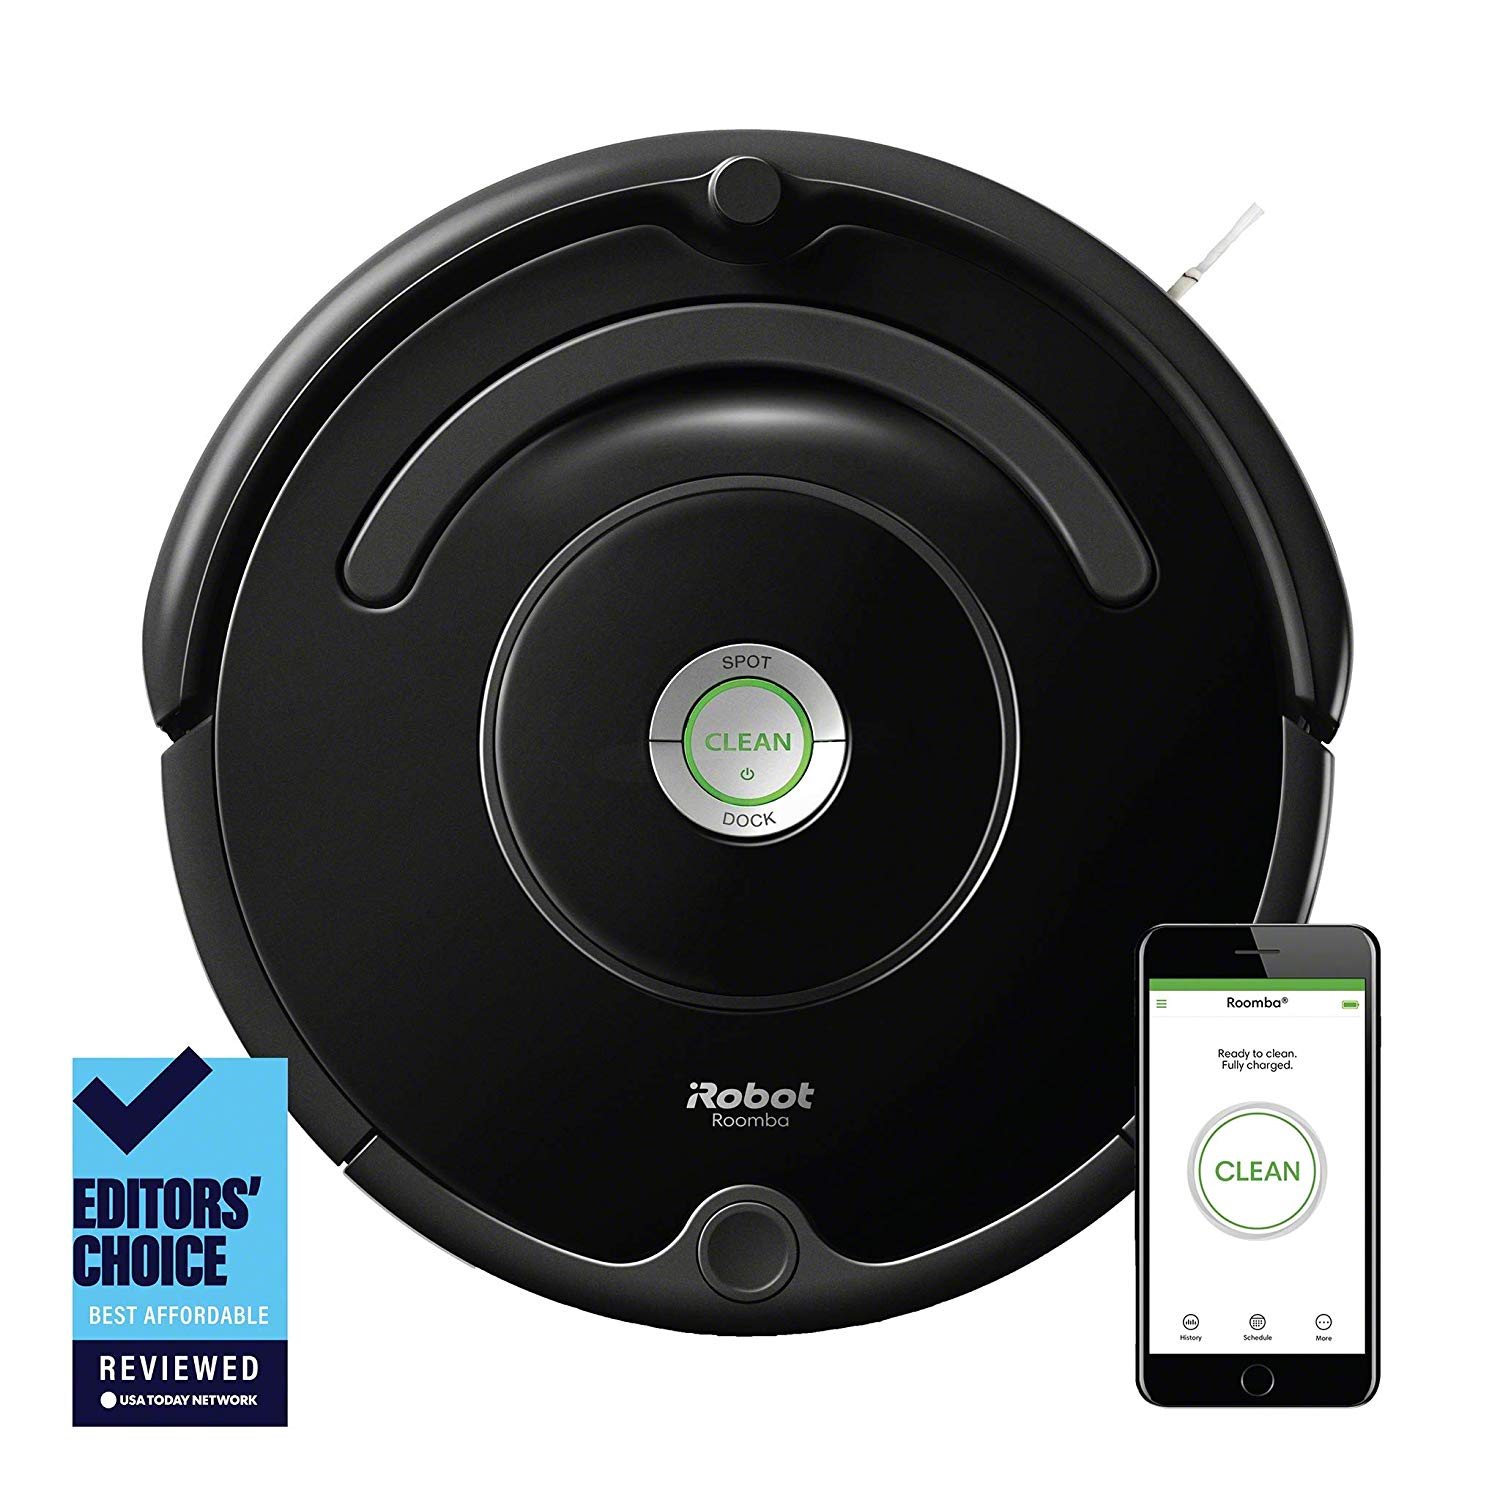 SPOT
CLEAN
DOCK
iRobot
Roomba
EDITORS'
CHOICE
BEST AFFORDABLE
REVIEWED
USA TODAY NETWORK
Roomba®
Ready to clean.
Fully charged.
CLEAN
History
Schedule
More